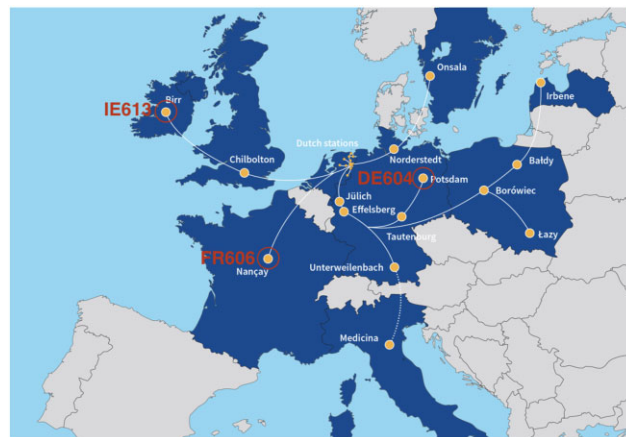 Onsala
Irbene
Birr
IE613
Dutch stations
Chilbolton
Norderstedt
Bałdy
DE604
Potsdam
Borówiec
Jülich
Effelsberg
Tautenburg
Łazy
FR606
Nançay
Unterweilenbach
Medicina